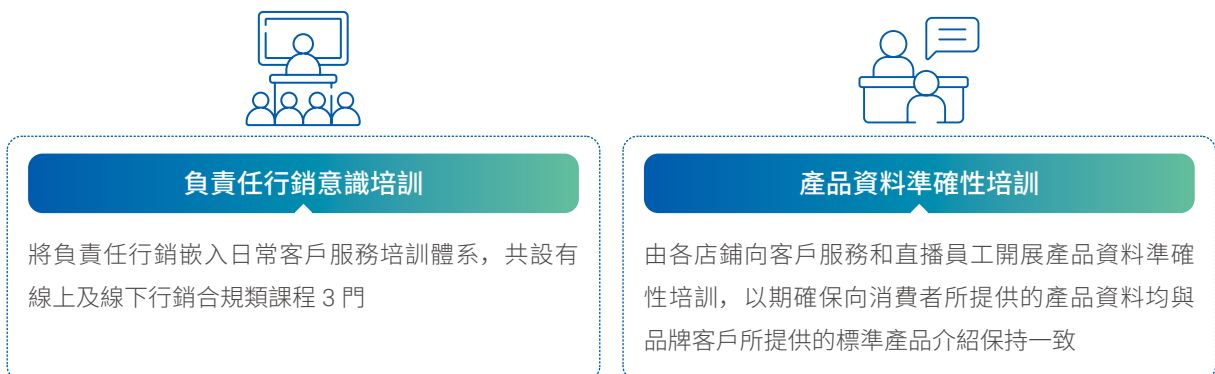 負責任行銷意識培訓
將負責任行銷嵌入日常客戶服務培訓體系，共設有
線上及線下行銷合規類課程 3 門
產品資料準確性培訓
由各店鋪向客戶服務和直播員工開展產品資料準確
性培訓，以期確保向消費者所提供的產品資料均與
品牌客戶所提供的標準產品介紹保持一致